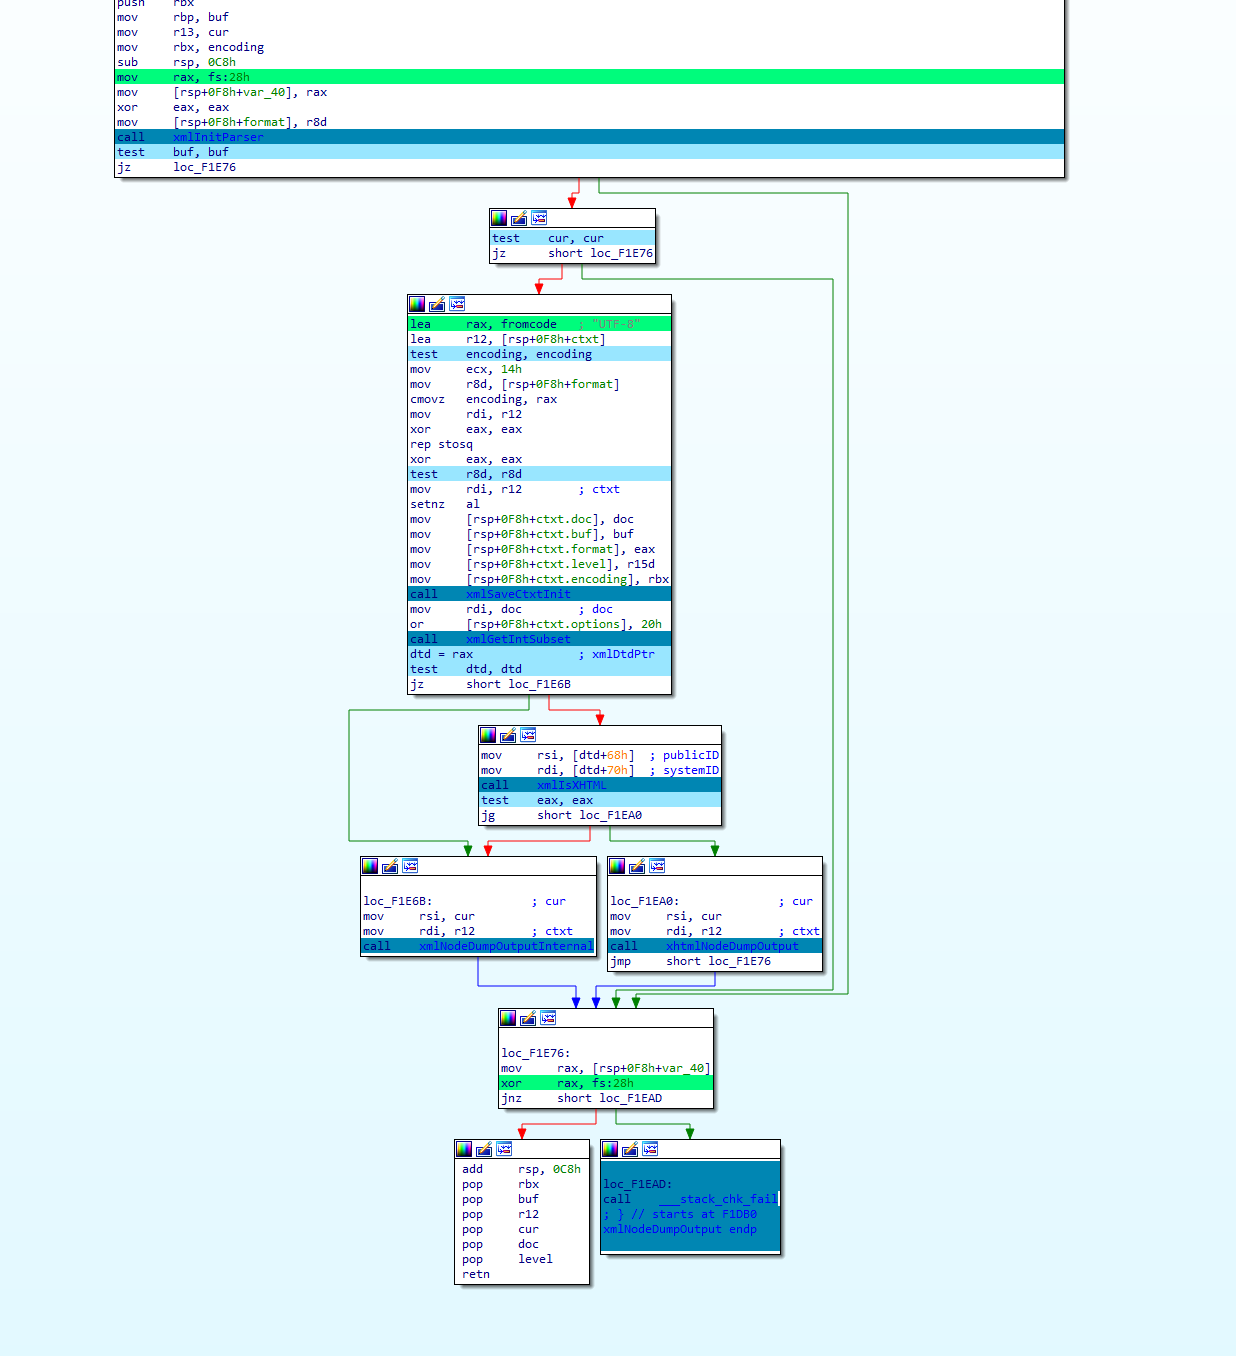 push    rbx
mov     rbp, buf
mov     r13, cur
mov     rbx, encoding
sub     rsp, 0C8h
mov     rax, fs:28h
mov     [rsp+0F8h+var_40], rax
xor     eax, eax
mov     [rsp+0F8h+format], r8d
call    xmlInitParser
test    buf, buf
jz      loc_F1E76
test    cur, cur
jz      short loc_F1E76
lea     rax, fromcode   ; "UTF-8"
lea     r12, [rsp+0F8h+ctxt]
test    encoding, encoding
mov     ecx, 14h
mov     r8d, [rsp+0F8h+format]
cmovz   encoding, rax
mov     rdi, r12
xor     eax, eax
rep stosq
xor     eax, eax
test    r8d, r8d
mov     rdi, r12        ; ctxt
setnz   al
mov     [rsp+0F8h+ctxt.doc], doc
mov     [rsp+0F8h+ctxt.buf], buf
mov     [rsp+0F8h+ctxt.format], eax
mov     [rsp+0F8h+ctxt.level], r15d
mov     [rsp+0F8h+ctxt.encoding], rbx
call    xmlSaveCtxtInit
mov     rdi, doc        ; doc
or      [rsp+0F8h+ctxt.options], 20h
call    xmlGetIntSubset
dtd = rax               ; xmlDtdPtr
test    dtd, dtd
jz      short loc_F1E6B
mov     rsi, [dtd+68h]  ; publicID
mov     rdi, [dtd+70h]  ; systemID
call    xmlIsXHTML
test    eax, eax
jg      short loc_F1EA0
loc_F1E6B:              ; cur
mov     rsi, cur
mov     rdi, r12        ; ctxt
call    xmlNodeDumpOutputInternal
loc_F1EA0:              ; cur
mov     rsi, cur
mov     rdi, r12        ; ctxt
call    xhtmlNodeDumpOutput
jmp     short loc_F1E76
loc_F1E76:
mov     rax, [rsp+0F8h+var_40]
xor     rax, fs:28h
jnz     short loc_F1EAD
add     rsp, 0C8h
pop     rbx
pop     buf
pop     r12
pop     cur
pop     doc
pop     level
retn
loc_F1EAD:
call    ___stack_chk_fail
; } // starts at F1DB0
xmlNodeDumpOutput endp